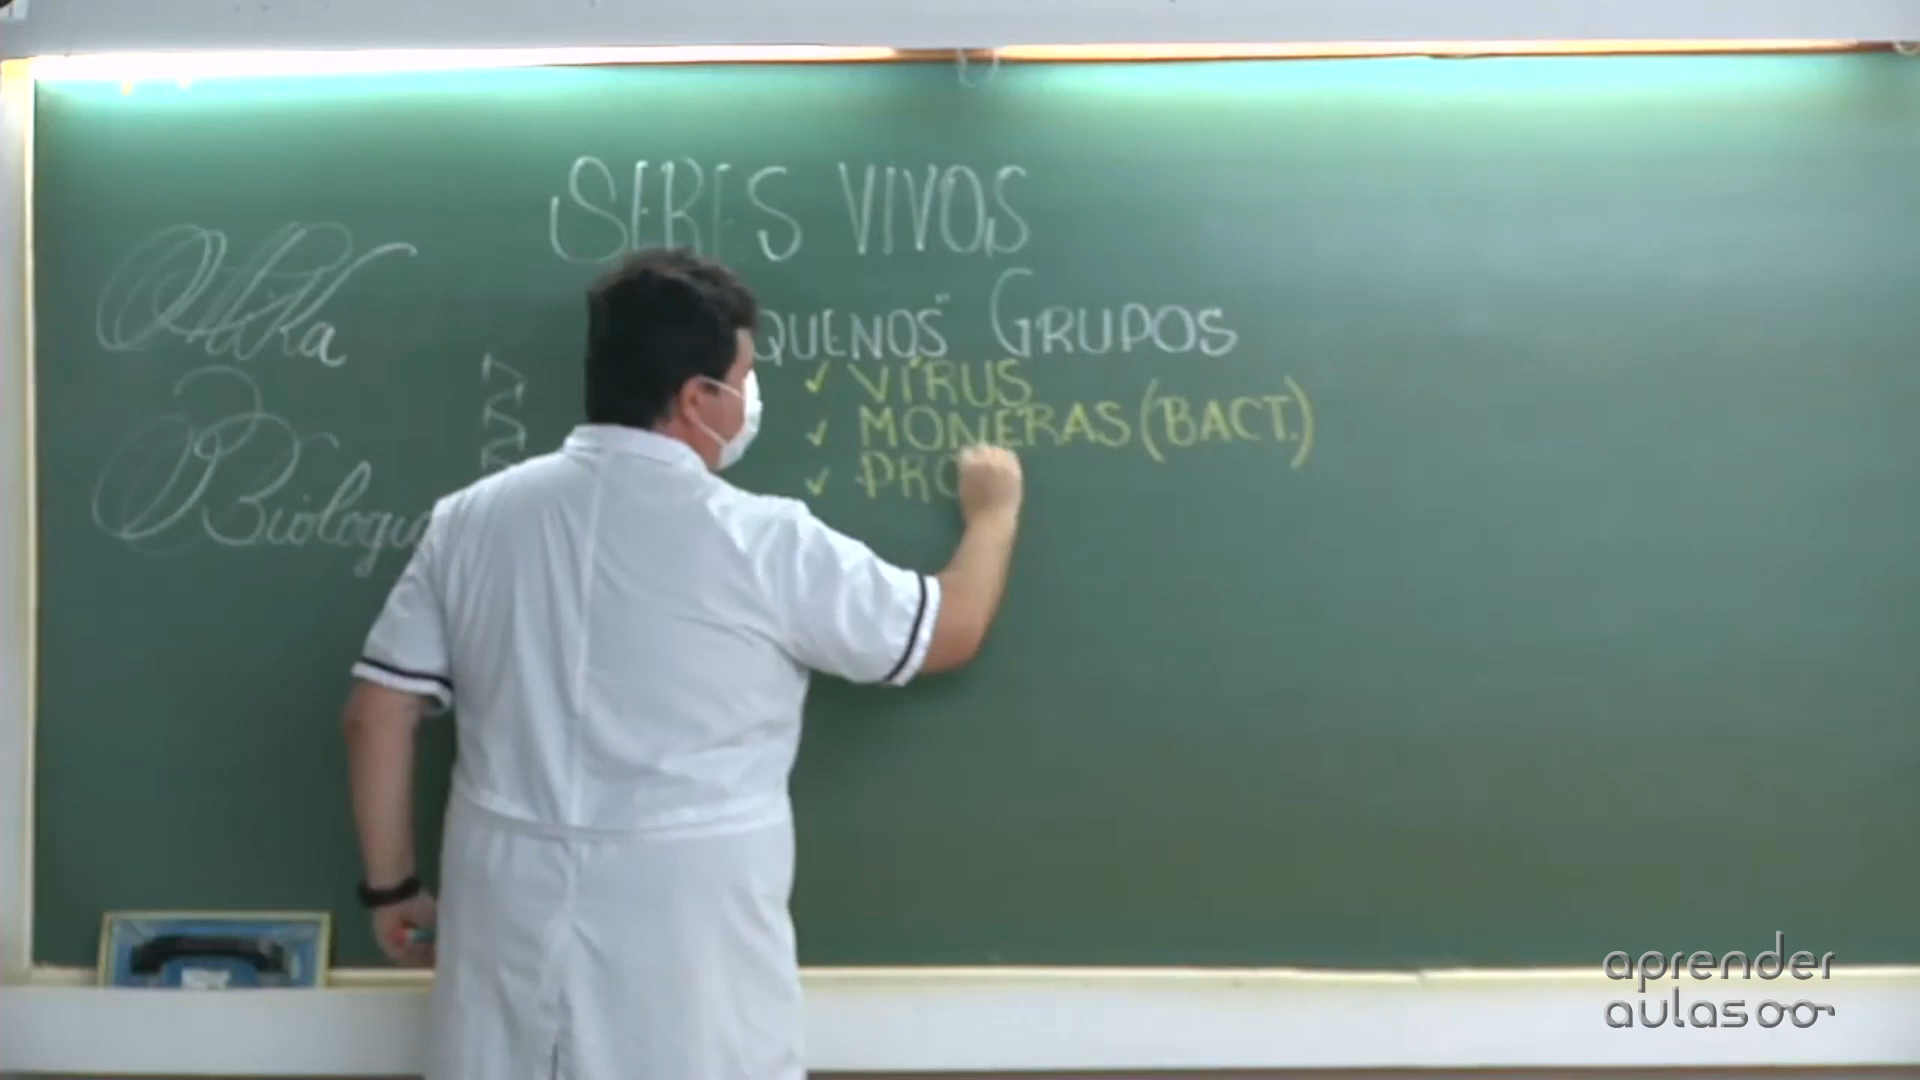 SERES VIVOS
QUENOS" GRUPOS
✓ VÍRUS
✓ MONERAS (BACT.)
✓ PRO
Biologia
aprender
aulas